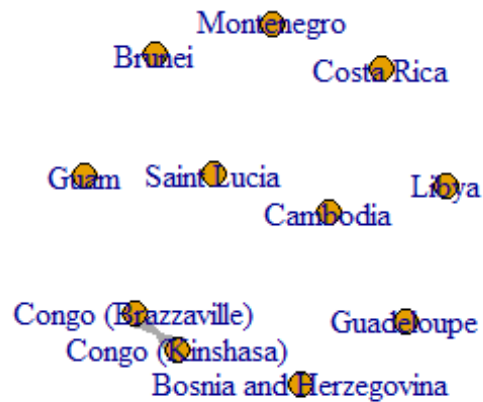 Montenegro
Brunei
Costa Rica
Guam
Saint Lucia
Libya
Cambodia
Congo (Brazzaville)
Guadeloupe
Congo (Kinshasa)
Bosnia and Herzegovina